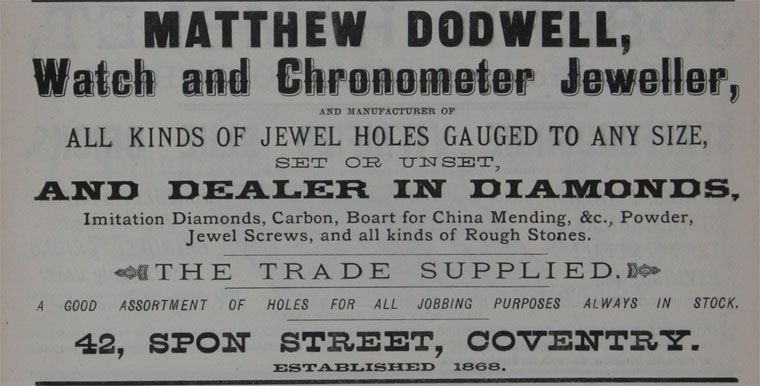 MATTHEW DODWELL,
Watch and Chronometer Jeweller,
AND MANUFACTURER OF
ALL KINDS OF JEWEL HOLES GAUGED TO ANY SIZE,
SET OR UNSET,
AND DEALER IN DIAMONDS,
Imitation Diamonds, Carbon, Boart for China Mending, &c., Powder,
Jewel Screws, and all kinds of Rough Stones.
THE TRADE SUPPLIED.
A GOOD ASSORTMENT OF HOLES FOR ALL JOBBING PURPOSES ALWAYS IN STOCK.
42, SPON STREET, COVENTRY.
ESTABLISHED 1868.